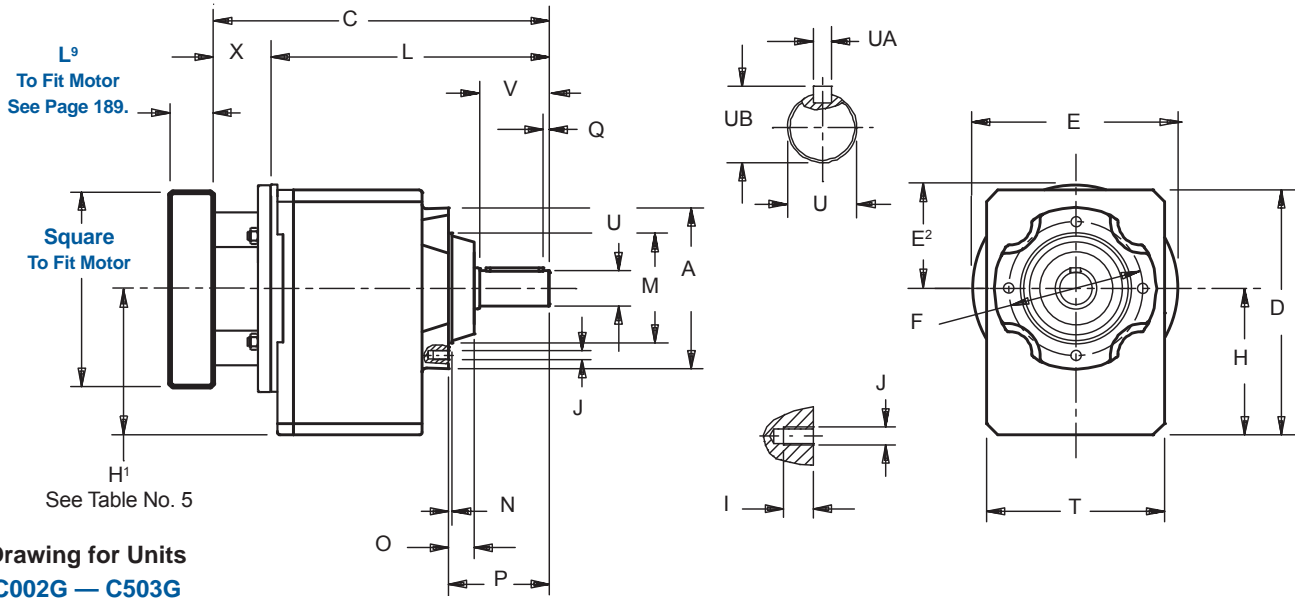 C
UA
L⁹
To Fit Motor
See Page 189.
X
L
V
Q
UB
E
U
U
E²
Square
To Fit Motor
M
A
F
D
H
J
J
H¹
See Table No. 5
N
I
T
O
P
Drawing for Units
C002G — C503G